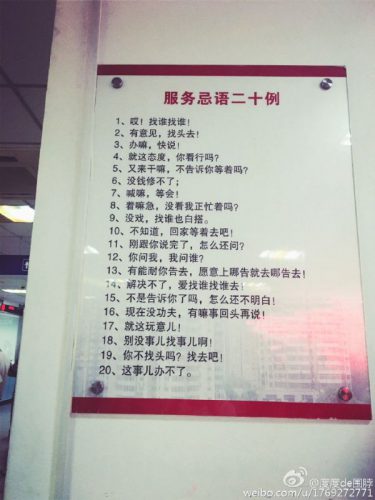 服务忌语二十例
1、哎！找谁找谁！
2、有意见，找头去！
3、办嘛，快说！
4、就这态度，你看行吗？
5、又来干嘛，不告诉你等着吗？
6、没钱修不了；
7、喊嘛，等会！
8、着嘛急，没看我正忙着吗？
9、没戏，找谁也白搭。
10、不知道，回家等着去吧！
11、刚跟你说完了，怎么还问？
12、你问我，我问谁？
13、有能耐你告去，愿意上哪告就去哪告去！
14、解决不了，爱找谁找谁去！
15、不是告诉你了吗，怎么还不明白！
16、现在没功夫，有嘛事回头再说！
17、就这玩意儿！
18、别没事儿找事儿啊！
19、你不找头吗？找去吧！
20、这事儿办不了。
@度度de围脖
weibo.com/u/1769272771